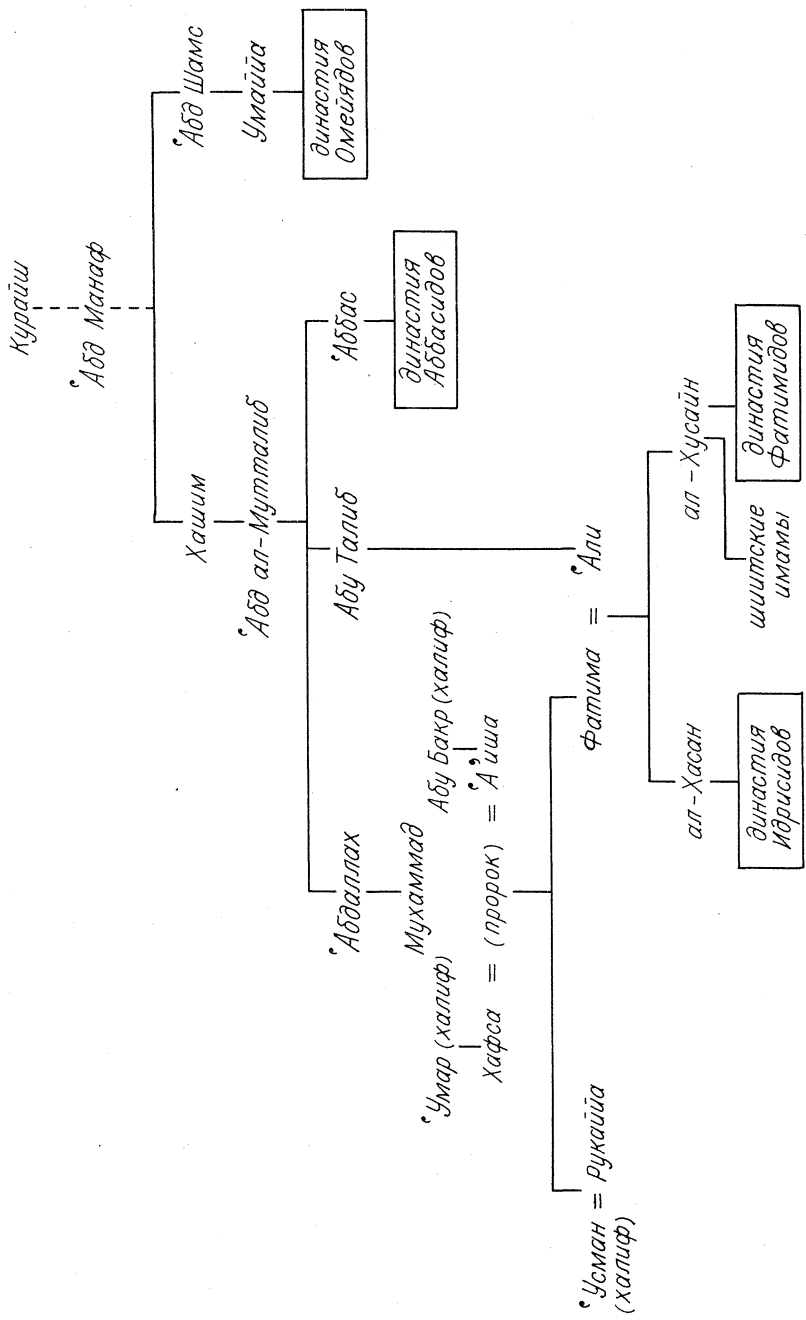 Курайш
ʿАбд Манаф
Хашим
ʿАбд Шамс
ʿАбд ал-Мутталиб
Умаййа
династия
Омейядов
ʿАбдаллах
Абу Талиб
ʿАббас
династия
Аббасидов
Мухаммад
ʿУмар (халиф)
Абу Бакр (халиф)
Хафса = (пророк) = ʿАʾиша
ʿУсман = Рукаййа
(халиф)
Фатима = ʿАли
ал-Хасан
ал-Хусайн
династия
Идрисидов
шиитские
имамы
династия
Фатимидов